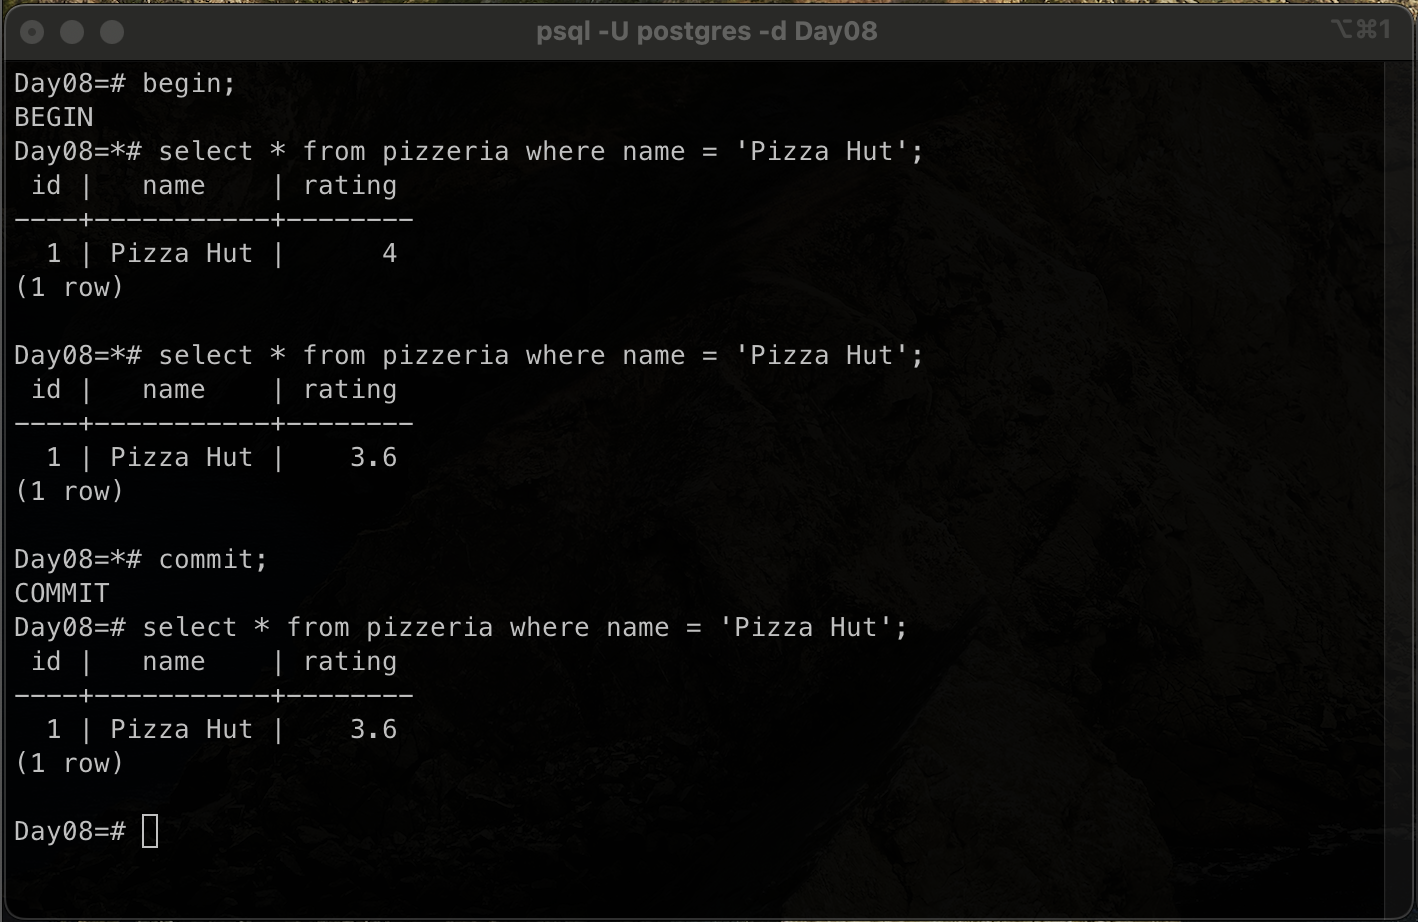 psql -U postgres -d Day08
⌥⌘1
Day08=# begin;
BEGIN
Day08=*# select * from pizzeria where name = 'Pizza Hut';
 id |   name    | rating
----+-----------+--------
  1 | Pizza Hut |      4
(1 row)

Day08=*# select * from pizzeria where name = 'Pizza Hut';
 id |   name    | rating
----+-----------+--------
  1 | Pizza Hut |    3.6
(1 row)

Day08=*# commit;
COMMIT
Day08=# select * from pizzeria where name = 'Pizza Hut';
 id |   name    | rating
----+-----------+--------
  1 | Pizza Hut |    3.6
(1 row)

Day08=#